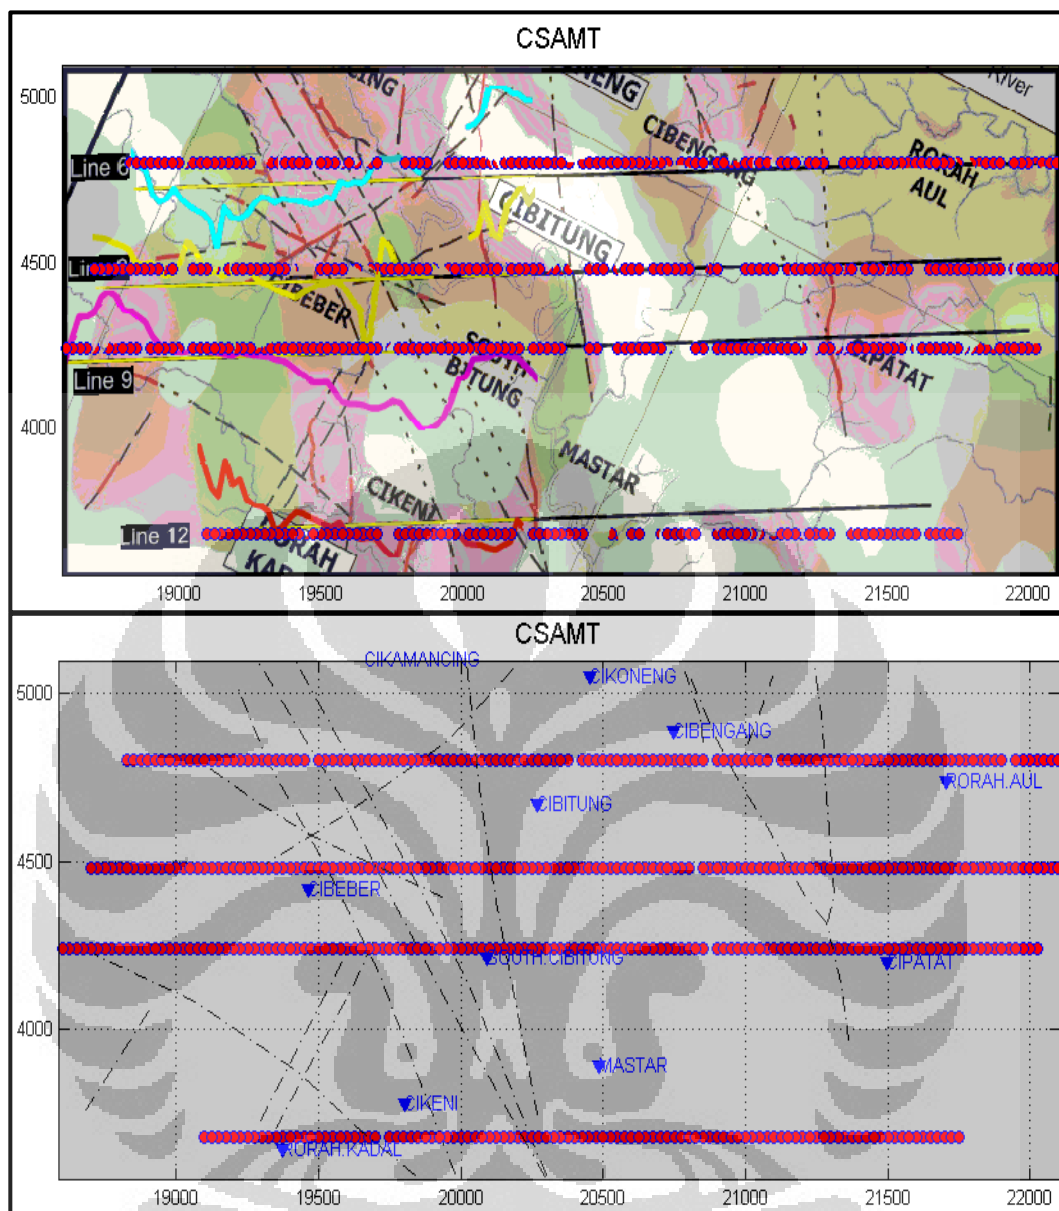 CSAMT
5000
4500
4000
River
CIBENGANG
RORAH
AUL
Line 6
CIBITUNG
SOUTH
BITUNG
Line 9
MASTAR
CIKENI
Line 12
19000 19500 20000 20500 21000 21500 22000
CSAMT
CIKAMANCING
CIKONENG
5000
CIBENGANG
RORAH.AUL
CIBITUNG
4500
CIBEBER
SOUTH.CIBITUNG
CIPATAT
4000
MASTAR
CIKENI
RORAH.KADAL
19000 19500 20000 20500 21000 21500 22000